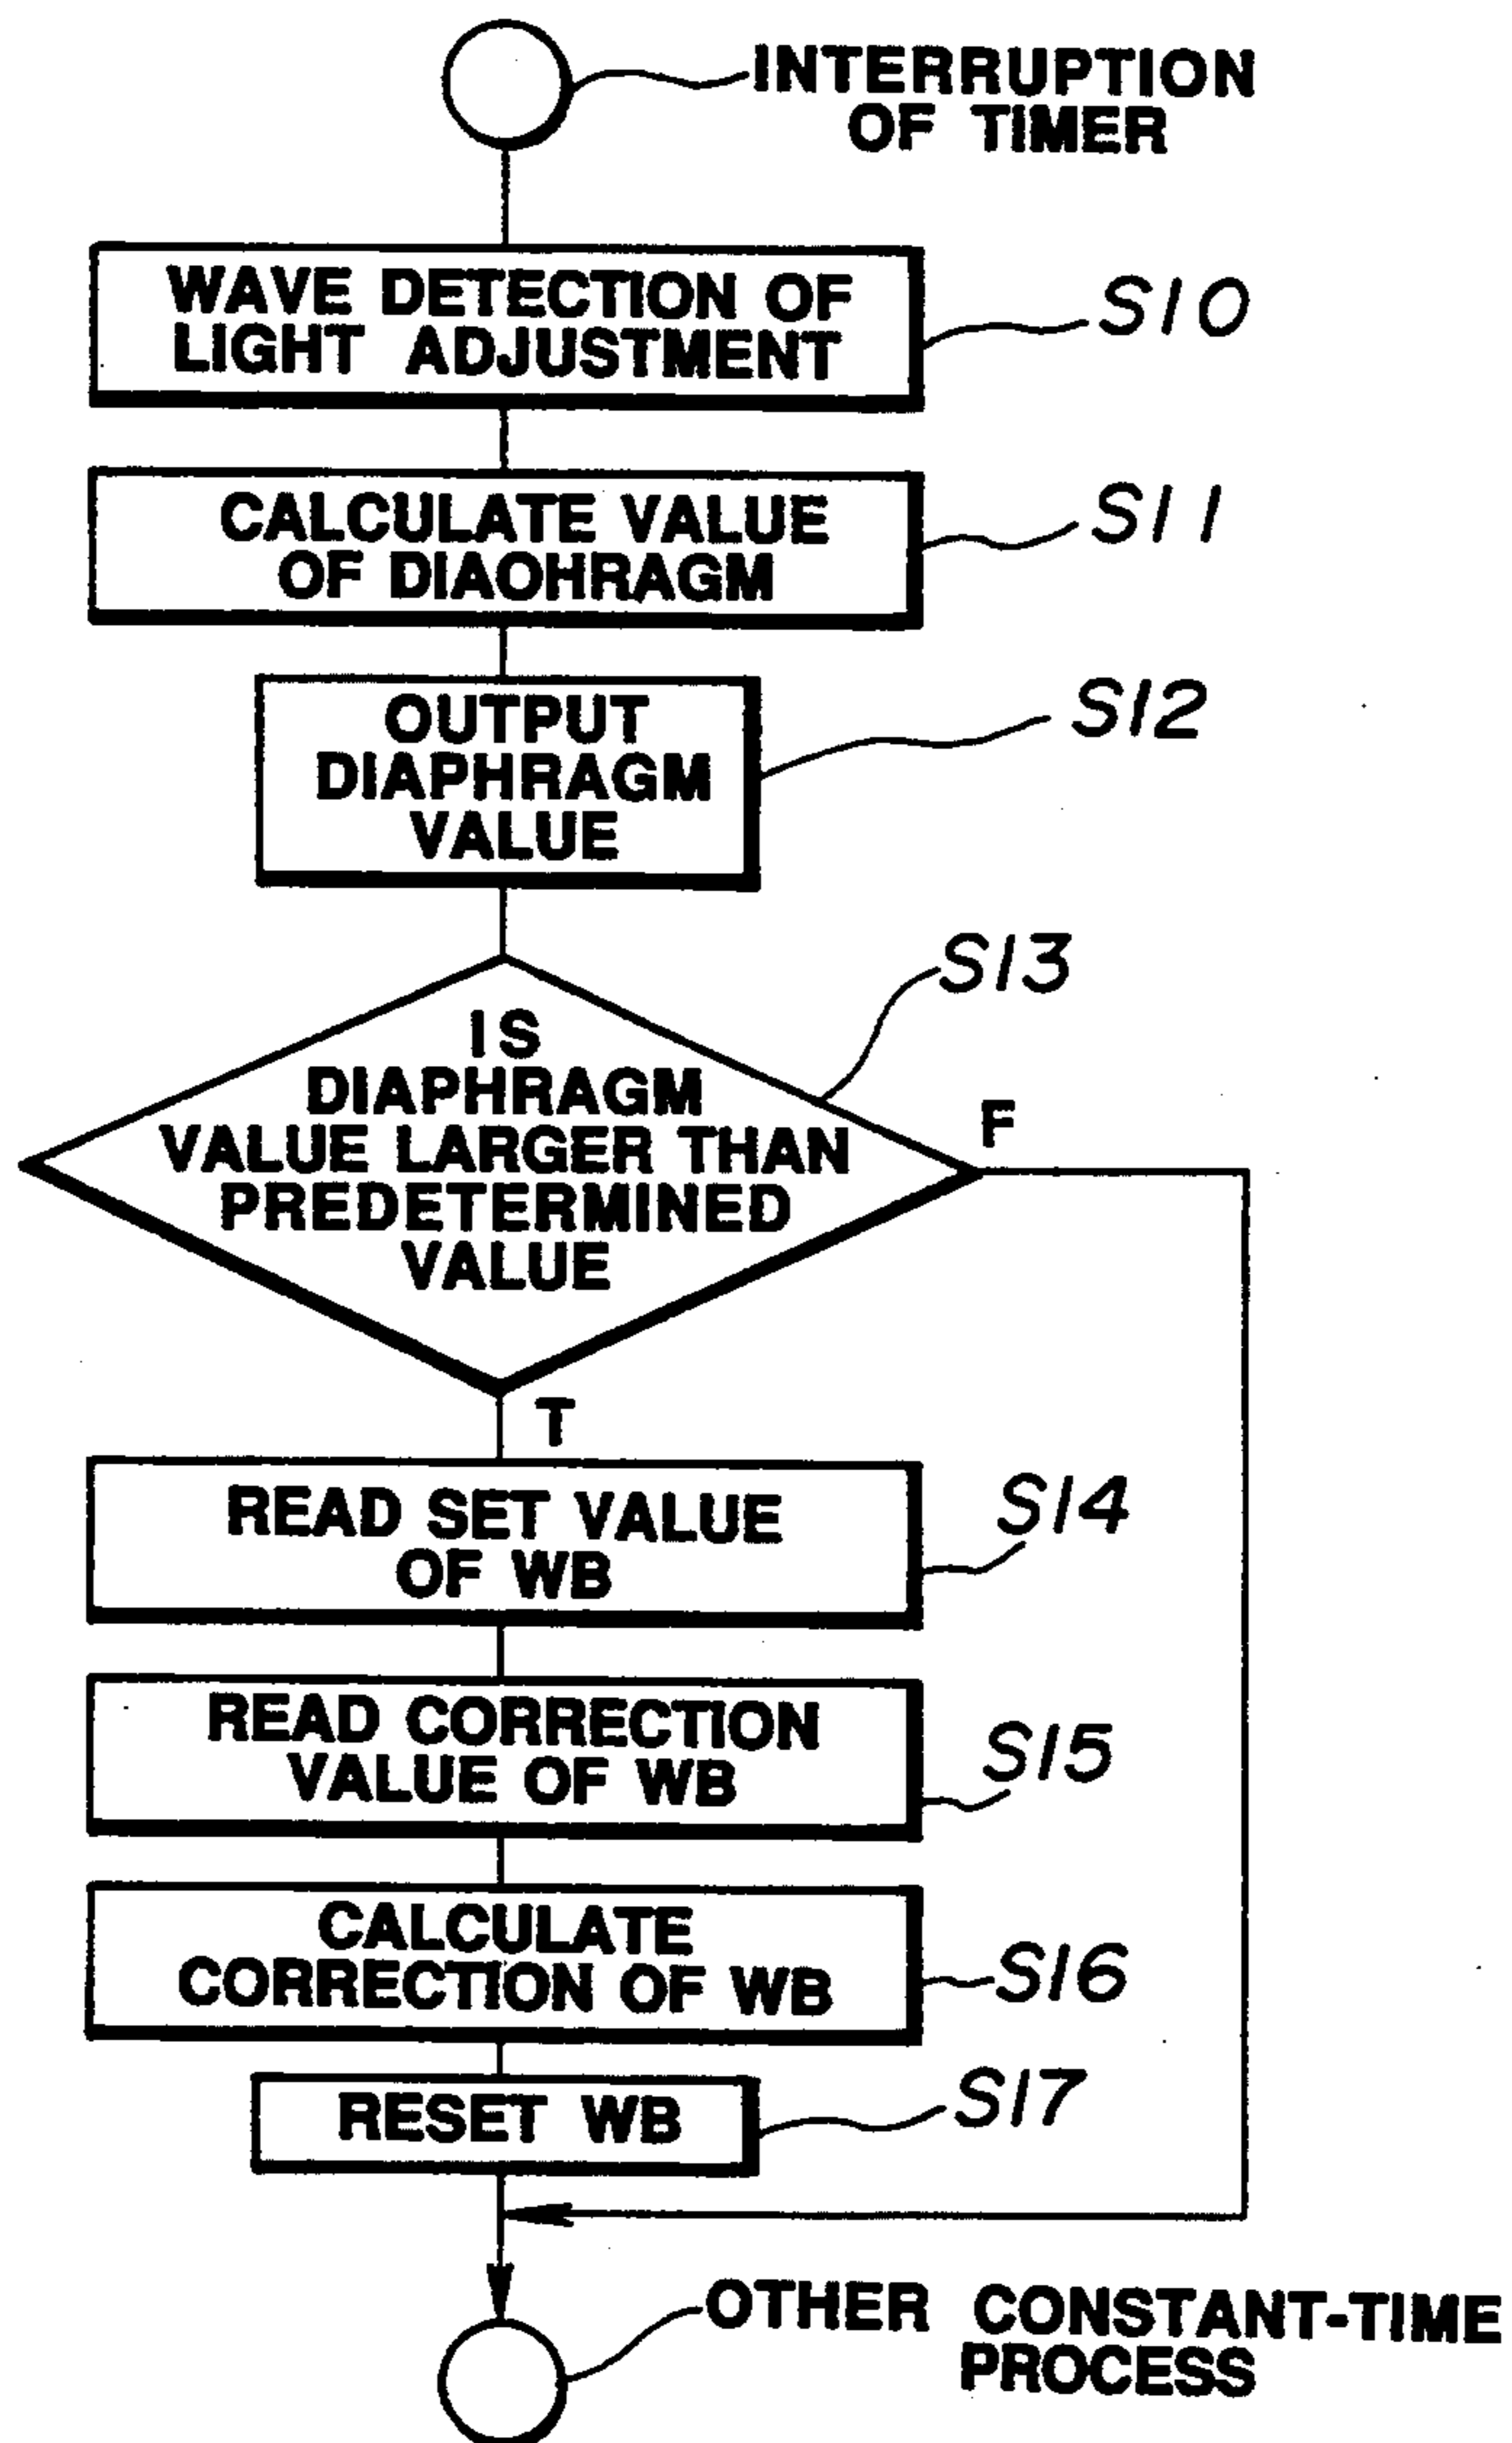 INTERRUPTION
OF TIMER
WAVE DETECTION OF
LIGHT ADJUSTMENT
S10
CALCULATE VALUE
OF DIAOHRAGM
S11
OUTPUT
DIAPHRAGM
VALUE
S12
S13
IS
DIAPHRAGM
VALUE LARGER THAN
PREDETERMINED
VALUE
F
T
READ SET VALUE
OF WB
S14
READ CORRECTION
VALUE OF WB
S15
CALCULATE
CORRECTION OF WB
S16
RESET WB
S17
OTHER CONSTANT-TIME
PROCESS